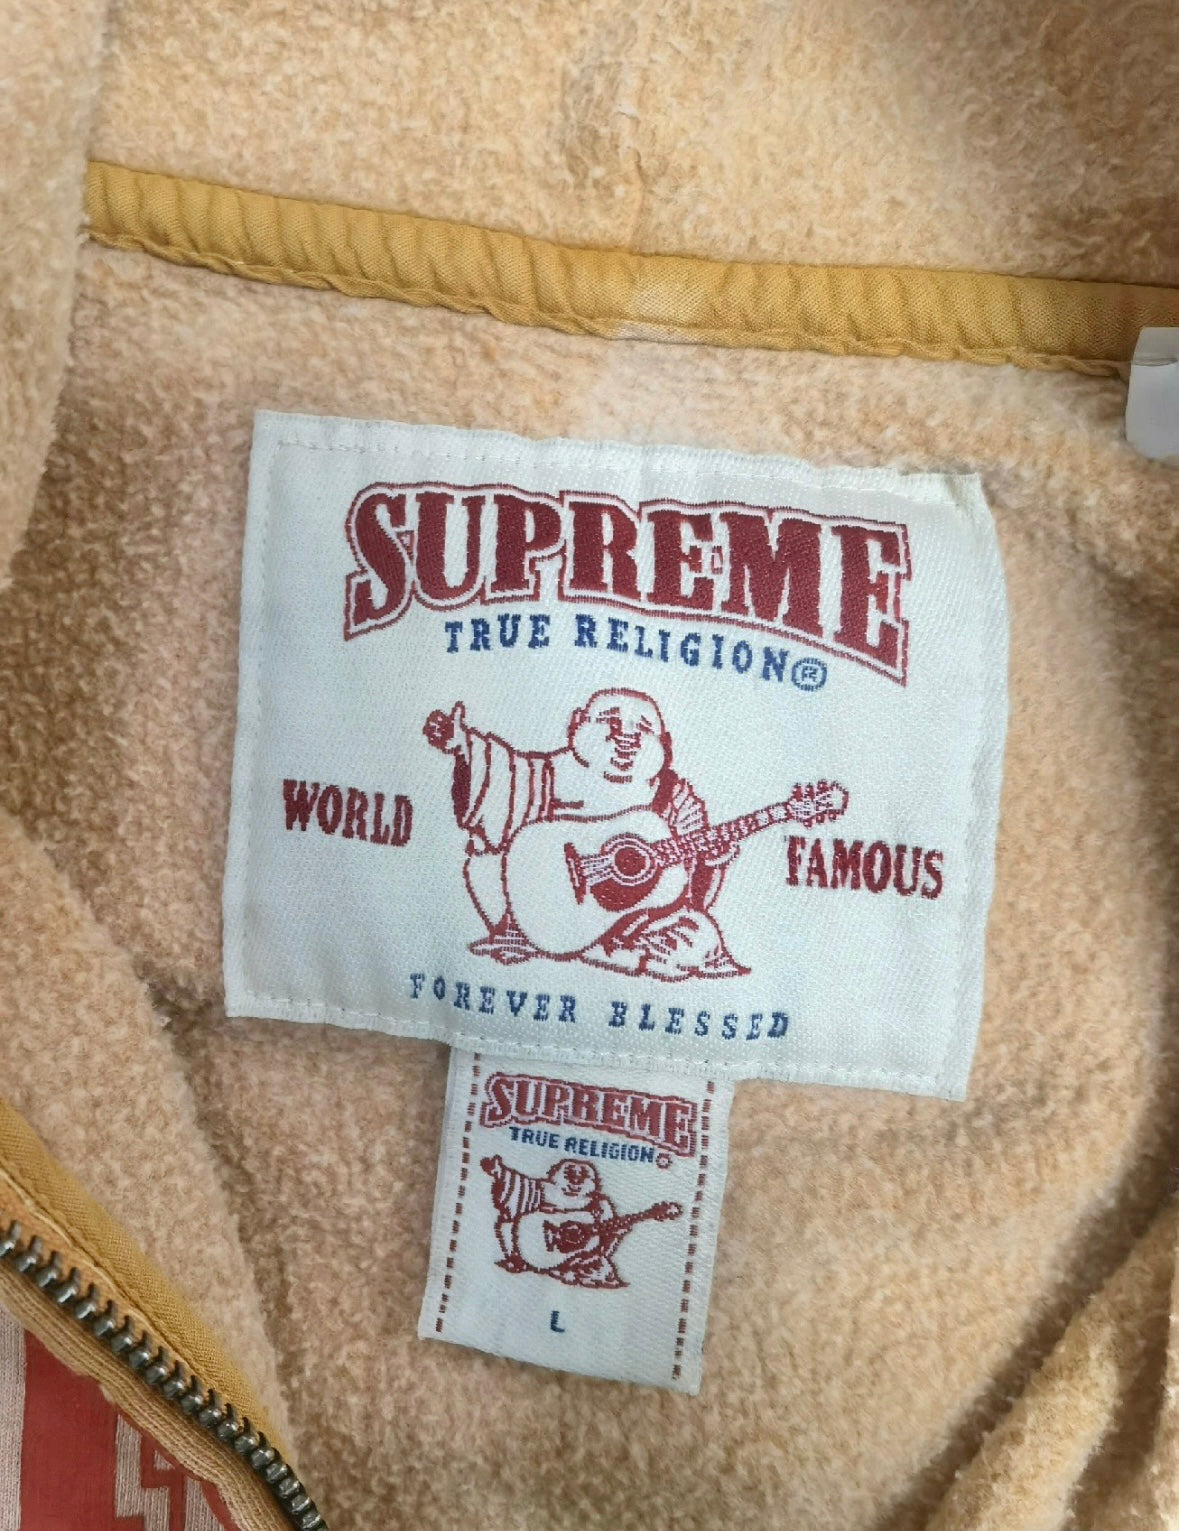 SUPREME
TRUE RELIGION®
WORLD FAMOUS
FOREVER BLESSED
SUPREME
TRUE RELIGION®
L